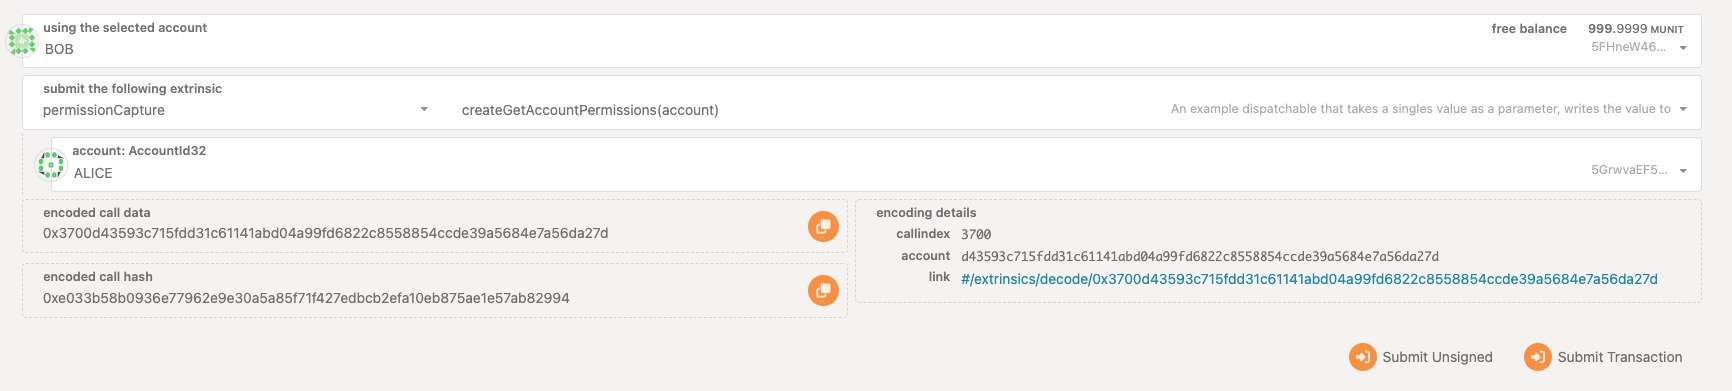 using the selected account
BOB
free balance 999.9999 MUNIT
5FHneW46...
submit the following extrinsic
permissionCapture
createGetAccountPermissions(account)
An example dispatchable that takes a singles value as a parameter, writes the value to
account: AccountId32
ALICE
5GrwvaEF5...
encoded call data
0x3700d43593c715fdd31c61141abd04a99fd6822c8558854ccde39a5684e7a56da27d
encoded call hash
0xe033b58b0936e77962e9e30a5a85f71f427edbcb2efa10eb875ae1e57ab82994
encoding details
callindex 3700
account d43593c715fdd31c61141abd04a99fd6822c8558854ccde39a5684e7a56da27d
link #/extrinsics/decode/0x3700d43593c715fdd31c61141abd04a99fd6822c8558854ccde39a5684e7a56da27d
Submit Unsigned
Submit Transaction